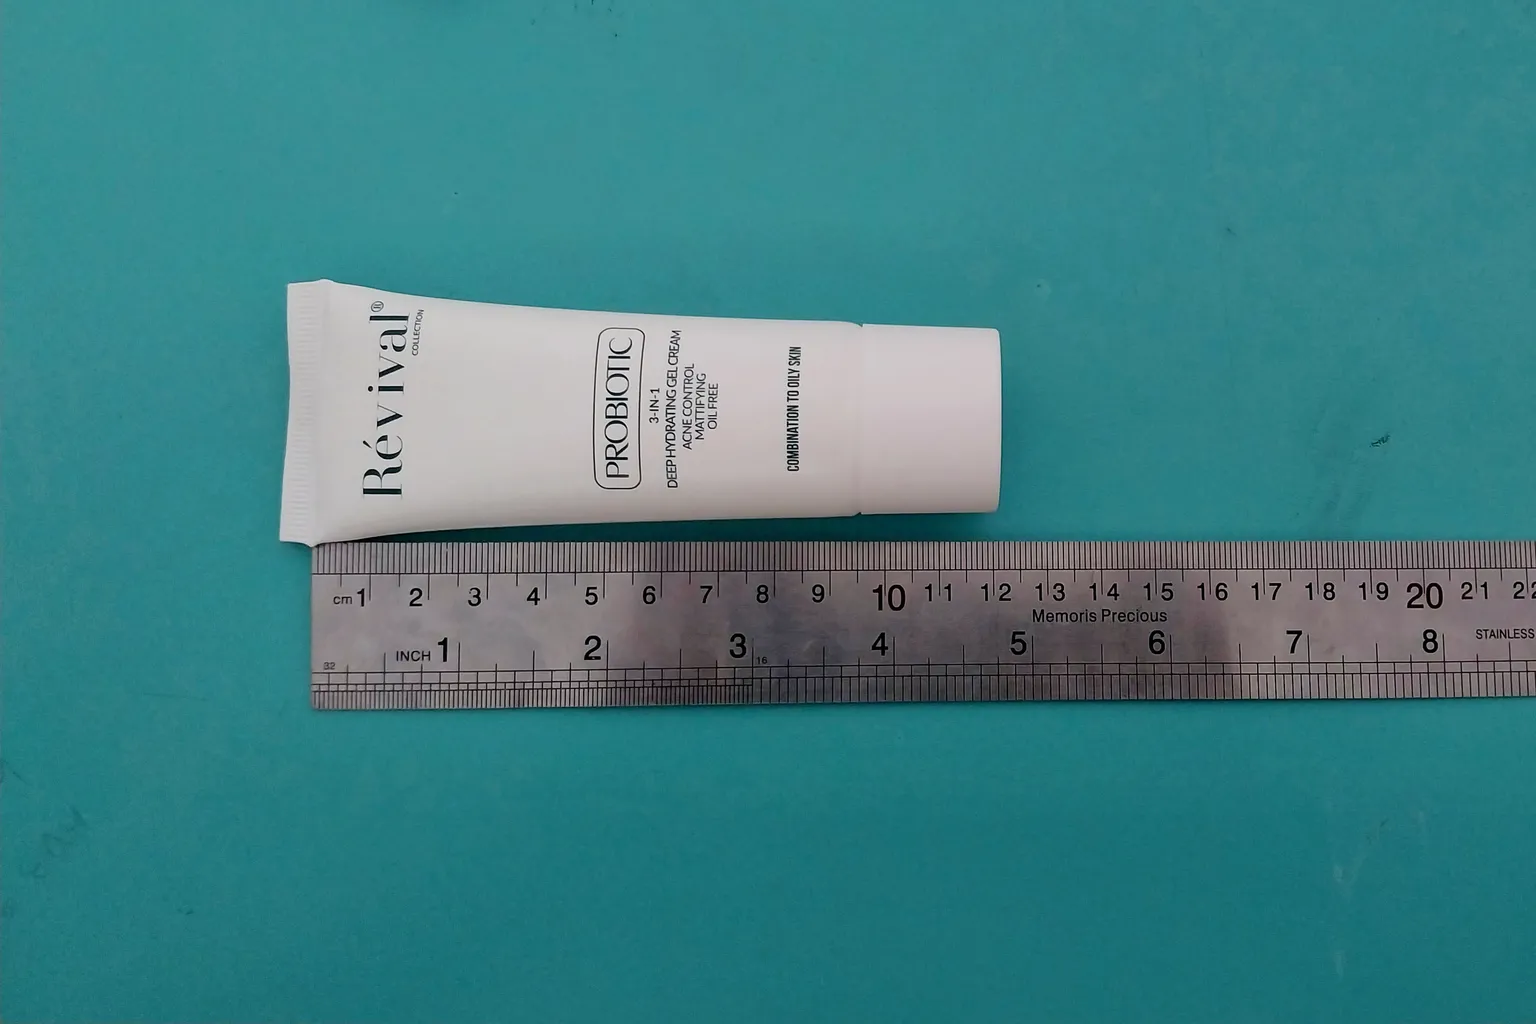 Révival®
COLLECTION
PROBIOTIC
3-IN-1
DEEP HYDRATING GEL CREAM
ACNE CONTROL
MATTIFYING
OIL FREE
COMBINATION TO OILY SKIN
cm 1 2 3 4 5 6 7 8 9 10 11 12 13 14 15 16 17 18 19 20 21 22
Memoris Precious
INCH 1 2 3 4 5 6 7 8
STAINLESS
32 16